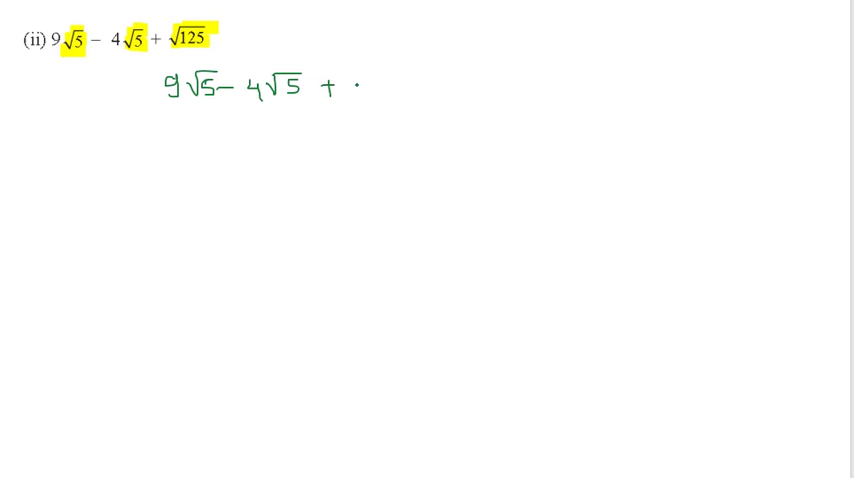 (ii) 9√5 − 4√5 + √125
9√5 − 4√5 + .